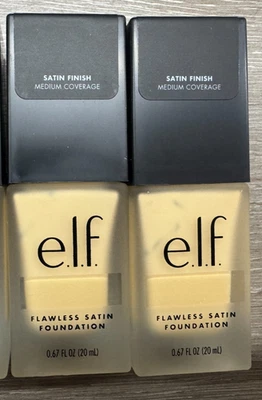 SATIN FINISH
MEDIUM COVERAGE
e.l.f.
FLAWLESS SATIN
FOUNDATION
0.67 FL OZ (20 mL)
SATIN FINISH
MEDIUM COVERAGE
e.l.f.
FLAWLESS SATIN
FOUNDATION
0.67 FL OZ (20 mL)